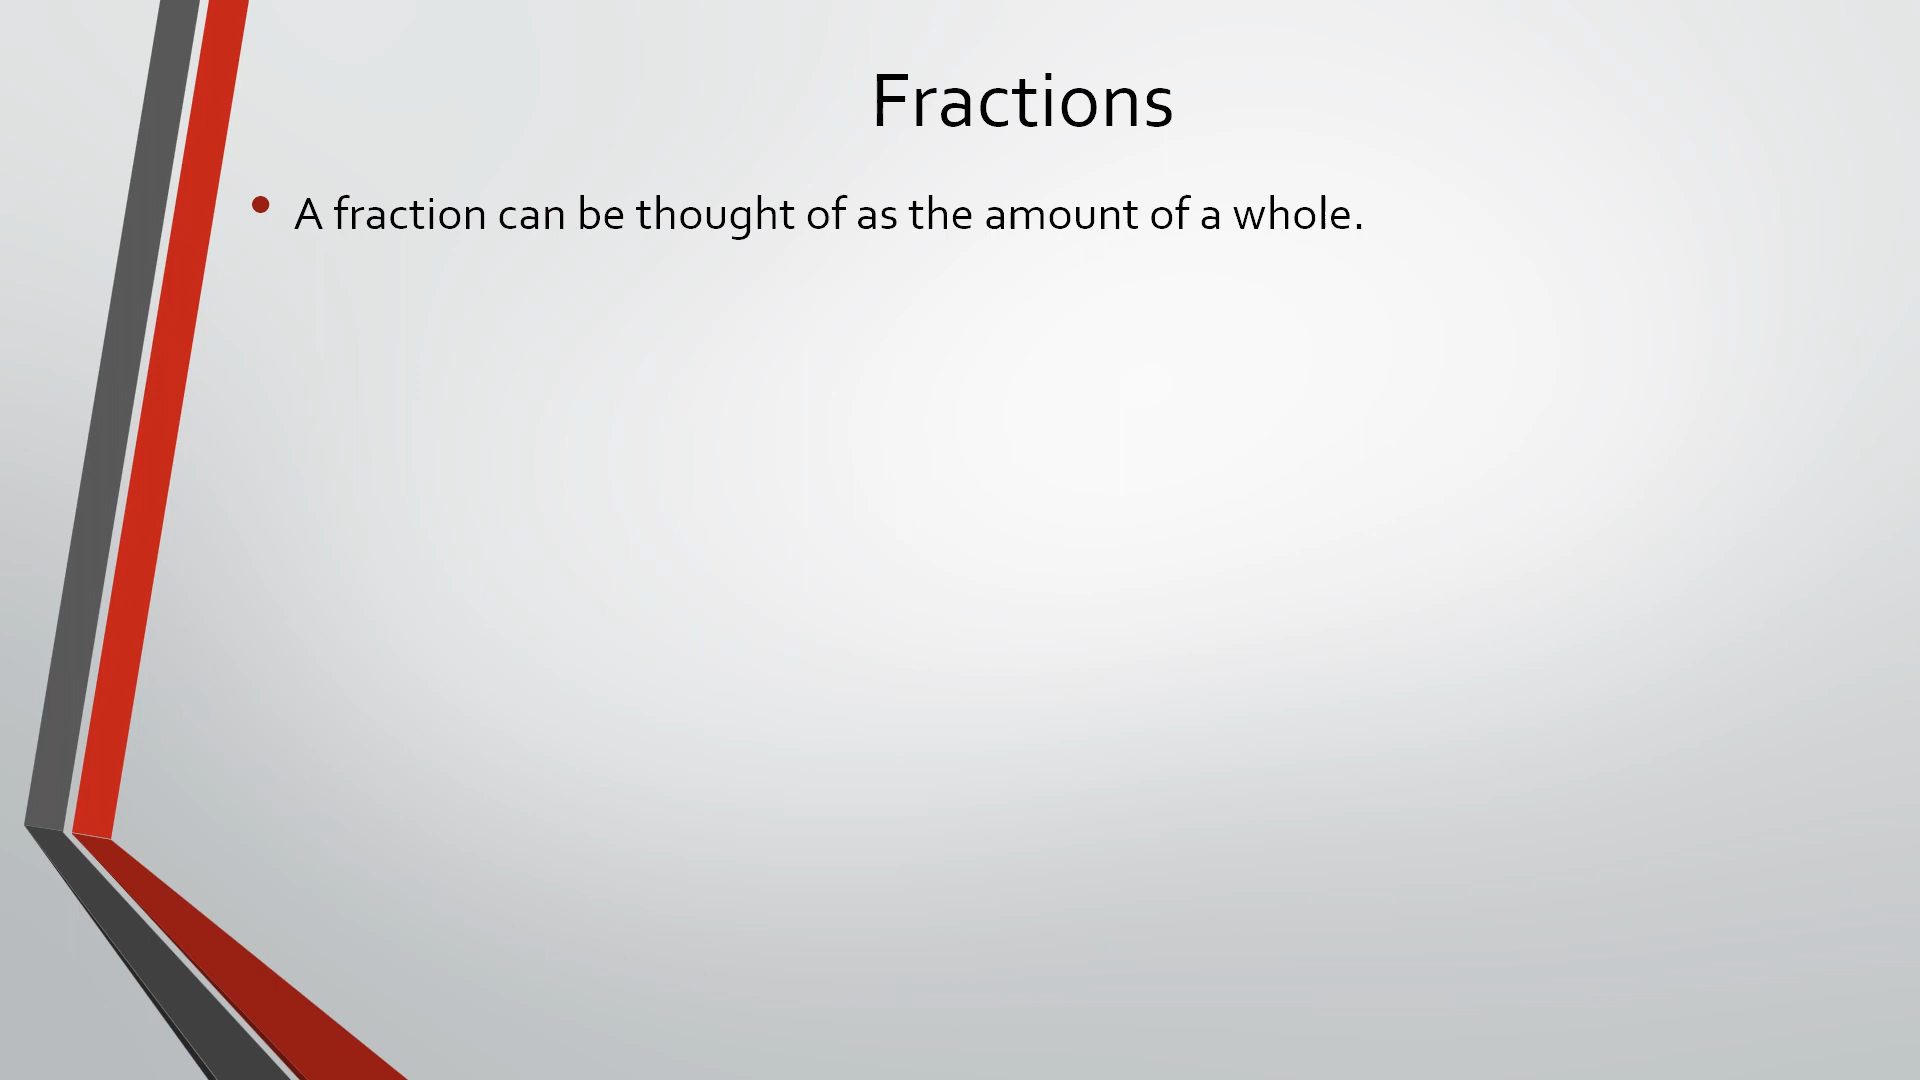 Fractions
• A fraction can be thought of as the amount of a whole.